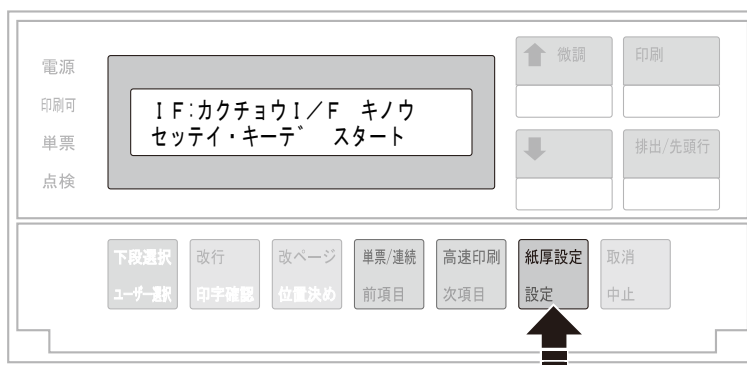 電源
印刷可
単票
点検
IF:カクチョウI/F キノウ
セッテイ・キーデ゛ スタート
微調
印刷
排出/先頭行
下段選択
ユーザー選択
改行
印字確認
改ページ
位置決め
単票/連続
前項目
高速印刷
次項目
紙厚設定
設定
取消
中止